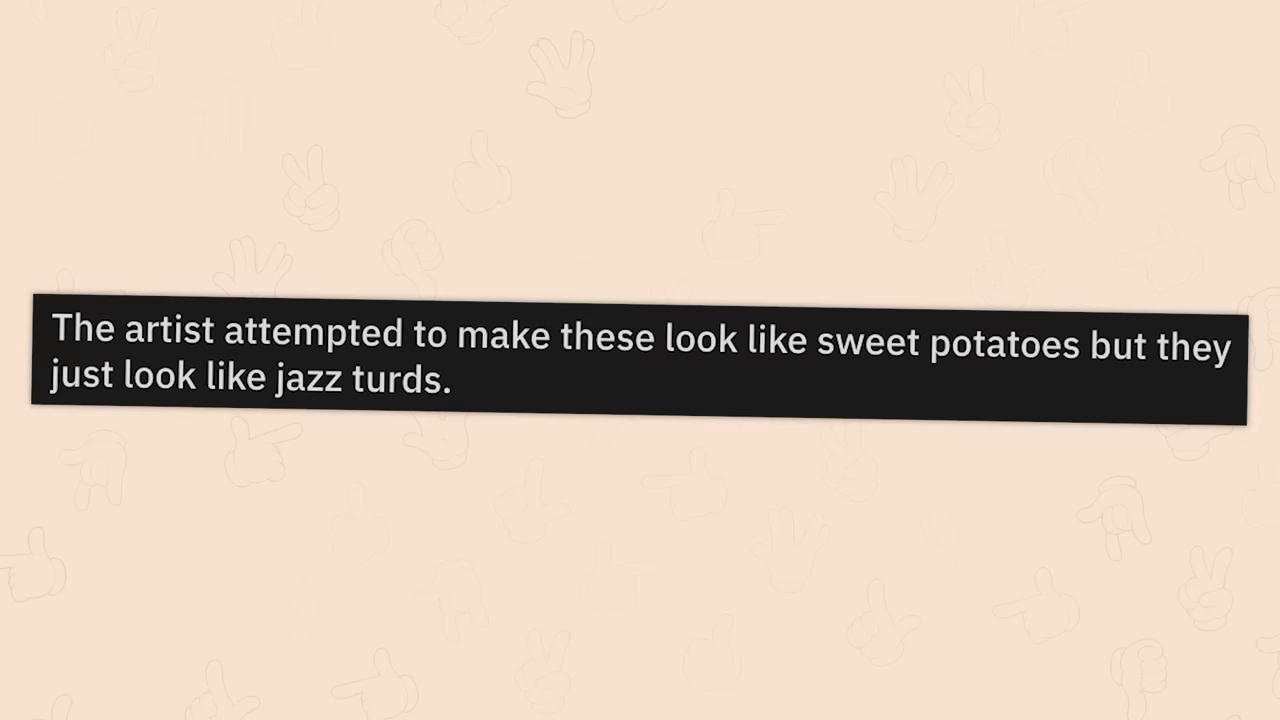 The artist attempted to make these look like sweet potatoes but they
just look like jazz turds.